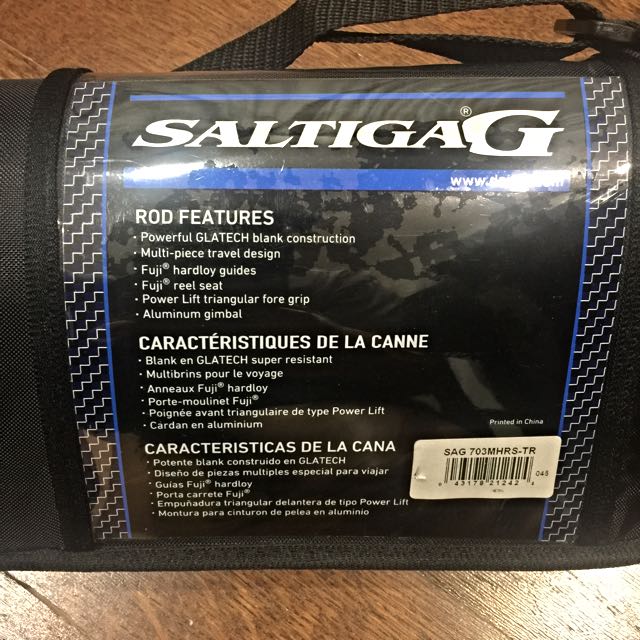 SALTIGA®G
ROD FEATURES
· Powerful GLATECH blank construction
· Multi-piece travel design
· Fuji® hardloy guides
· Fuji® reel seat
· Power Lift triangular fore grip
· Aluminum gimbal
CARACTÉRISTIQUES DE LA CANNE
· Blank en GLATECH super resistant
· Multibrins pour le voyage
· Anneaux Fuji® hardloy
· Porte-moulinet Fuji®
· Poignée avant triangulaire de type Power Lift
· Cardan en aluminium
Printed in China
CARACTERISTICAS DE LA CANA
· Potente blank construido en GLATECH
· Diseño de piezas multiples especial para viajar
· Guías Fuji® hardloy
· Porta carrete Fuji®
· Empuñadura triangular delantera de tipo Power Lift
· Montura para cinturon de pelea en aluminio
SAG 703MHRS-TR
045
0 43178 21242 4